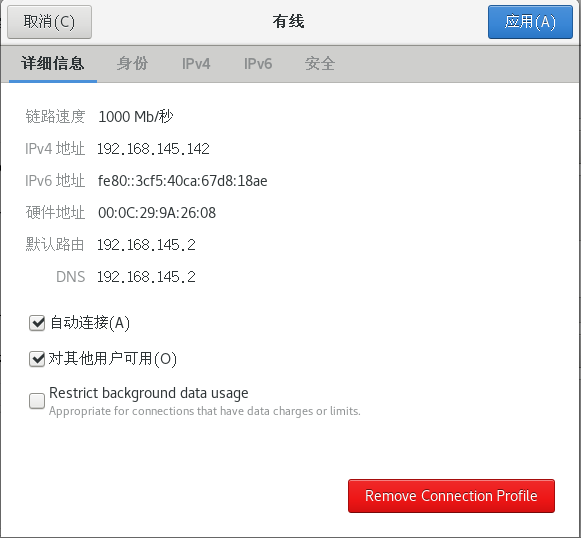 取消(C)
有线
应用(A)
详细信息
身份
IPv4
IPv6
安全
链路速度 1000 Mb/秒
IPv4 地址 192.168.145.142
IPv6 地址 fe80::3cf5:40ca:67d8:18ae
硬件地址 00:0C:29:9A:26:08
默认路由 192.168.145.2
DNS 192.168.145.2
自动连接(A)
对其他用户可用(O)
Restrict background data usage
Appropriate for connections that have data charges or limits.
Remove Connection Profile